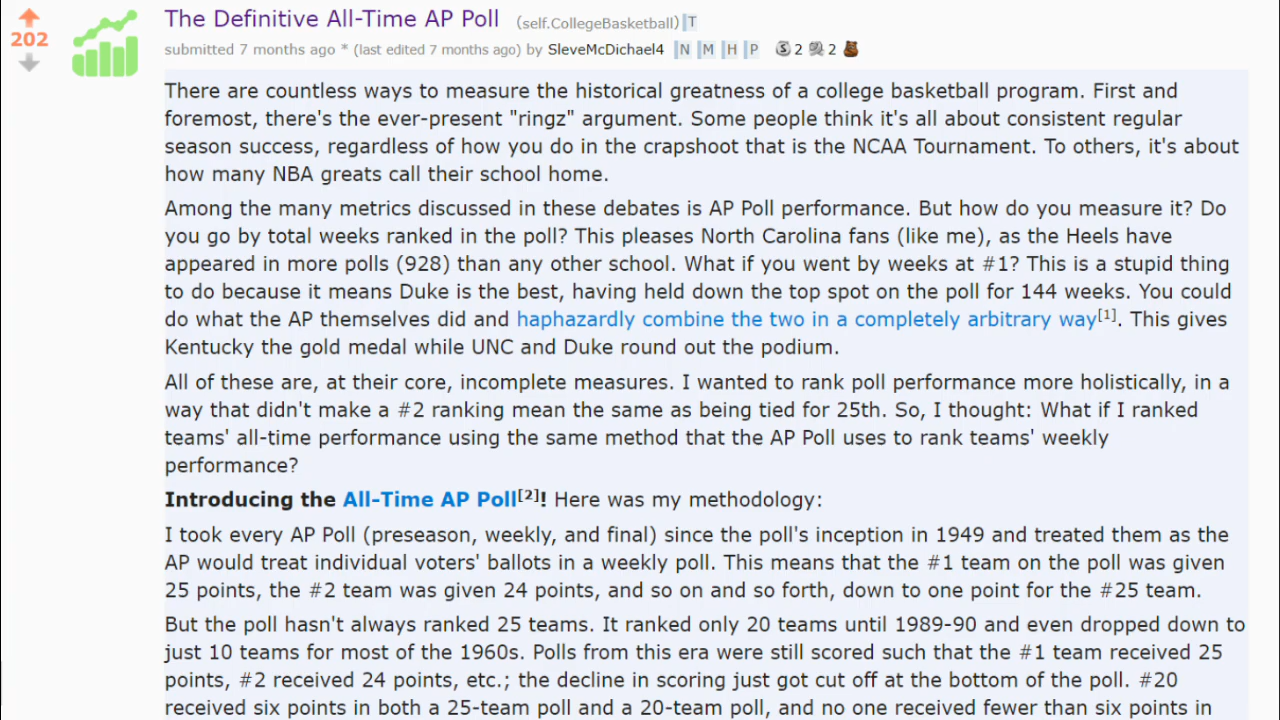 The Definitive All-Time AP Poll (self.CollegeBasketball) T
202
submitted 7 months ago * (last edited 7 months ago) by SleveMcDichael4 N M H P 2 2
There are countless ways to measure the historical greatness of a college basketball program. First and
foremost, there's the ever-present "ringz" argument. Some people think it's all about consistent regular
season success, regardless of how you do in the crapshoot that is the NCAA Tournament. To others, it's about
how many NBA greats call their school home.
Among the many metrics discussed in these debates is AP Poll performance. But how do you measure it? Do
you go by total weeks ranked in the poll? This pleases North Carolina fans (like me), as the Heels have
appeared in more polls (928) than any other school. What if you went by weeks at #1? This is a stupid thing
to do because it means Duke is the best, having held down the top spot on the poll for 144 weeks. You could
do what the AP themselves did and haphazardly combine the two in a completely arbitrary way[1]. This gives
Kentucky the gold medal while UNC and Duke round out the podium.
All of these are, at their core, incomplete measures. I wanted to rank poll performance more holistically, in a
way that didn't make a #2 ranking mean the same as being tied for 25th. So, I thought: What if I ranked
teams' all-time performance using the same method that the AP Poll uses to rank teams' weekly
performance?
Introducing the All-Time AP Poll[2]! Here was my methodology:
I took every AP Poll (preseason, weekly, and final) since the poll's inception in 1949 and treated them as the
AP would treat individual voters' ballots in a weekly poll. This means that the #1 team on the poll was given
25 points, the #2 team was given 24 points, and so on and so forth, down to one point for the #25 team.
But the poll hasn't always ranked 25 teams. It ranked only 20 teams until 1989-90 and even dropped down to
just 10 teams for most of the 1960s. Polls from this era were still scored such that the #1 team received 25
points, #2 received 24 points, etc.; the decline in scoring just got cut off at the bottom of the poll. #20
received six points in both a 25-team poll and a 20-team poll, and no one received fewer than six points in